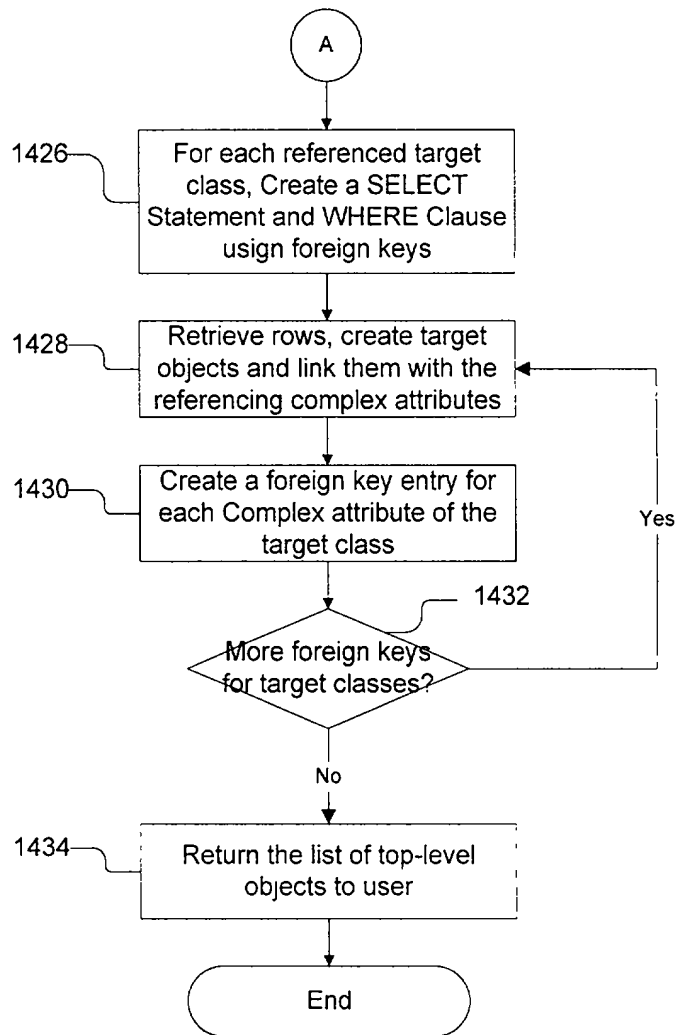 A
1426
For each referenced target
class, Create a SELECT
Statement and WHERE Clause
usign foreign keys
1428
Retrieve rows, create target
objects and link them with the
referencing complex attributes
1430
Create a foreign key entry for
each Complex attribute of the
target class
Yes
1432
More foreign keys
for target classes?
No
1434
Return the list of top-level
objects to user
End